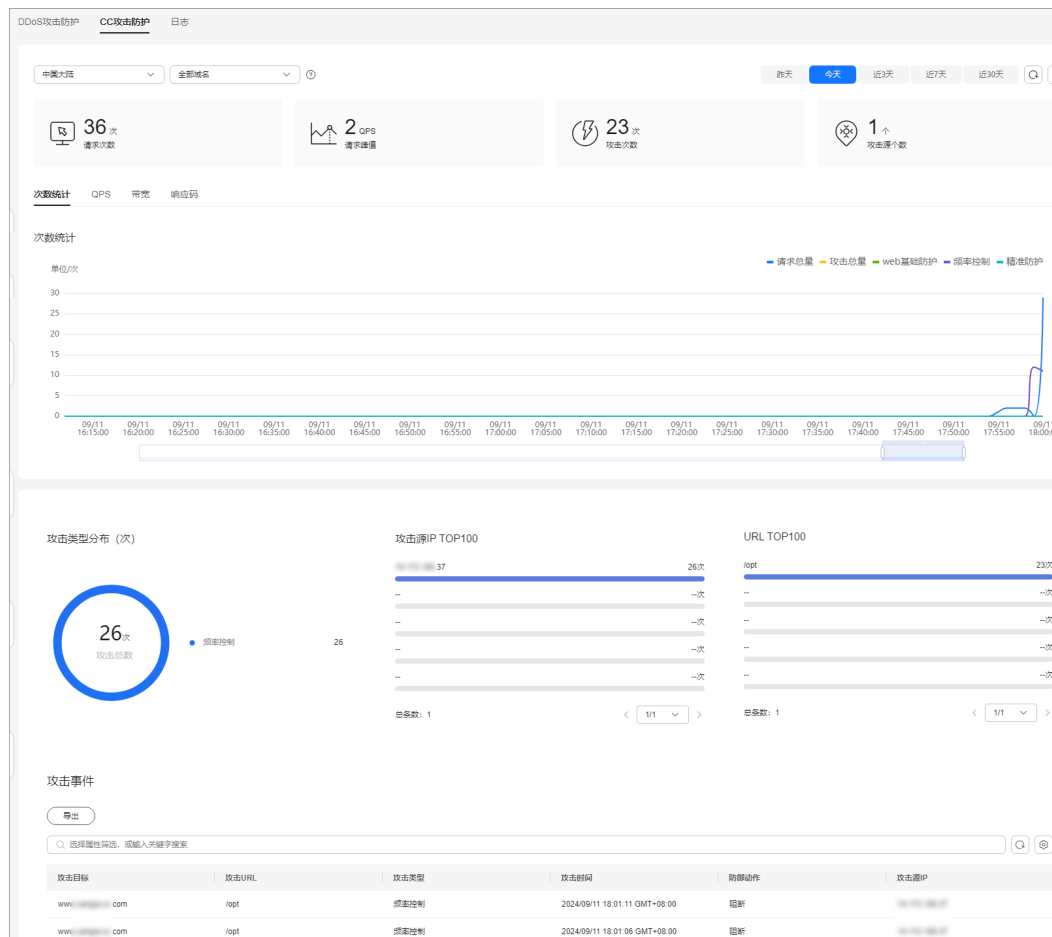 DDoS攻击防护 CC攻击防护 日志
中国大陆 全部域名 昨天 今天 近3天 近7天 近30天
36 次 2 QPS 23 次 1 个
请求次数 请求峰值 攻击次数 攻击源个数
次数统计 QPS 带宽 响应码
次数统计
单位/次 请求总量 攻击总量 web基础防护 频率控制 精准防护
30
25
20
15
10
5
0
09/11 09/11 09/11 09/11 09/11 09/11 09/11 09/11 09/11 09/11 09/11 09/11 09/11 09/11 09/11 09/11 09/11 09/11 09/11 09/11 09/11 09/11
16:15:00 16:20:00 16:25:00 16:30:00 16:35:00 16:40:00 16:45:00 16:50:00 16:55:00 17:00:00 17:05:00 17:10:00 17:15:00 17:20:00 17:25:00 17:30:00 17:35:00 17:40:00 17:45:00 17:50:00 17:55:00 18:00:0
攻击类型分布（次） 攻击源IP TOP100 URL TOP100
37 26次 /opt 23次
-- --次 -- --次
-- --次 -- --次
-- --次 -- --次
-- --次 -- --次
26次
攻击总数
频率控制 26
总条数：1 1/1 总条数：1 1/1
攻击事件
导出
选择属性筛选，或输入关键字搜索
攻击目标 攻击URL 攻击类型 攻击时间 防御动作 攻击源IP
www com /opt 频率控制 2024/09/11 18:01:11 GMT+08:00 阻断
www com /opt 频率控制 2024/09/11 18:01:06 GMT+08:00 阻断